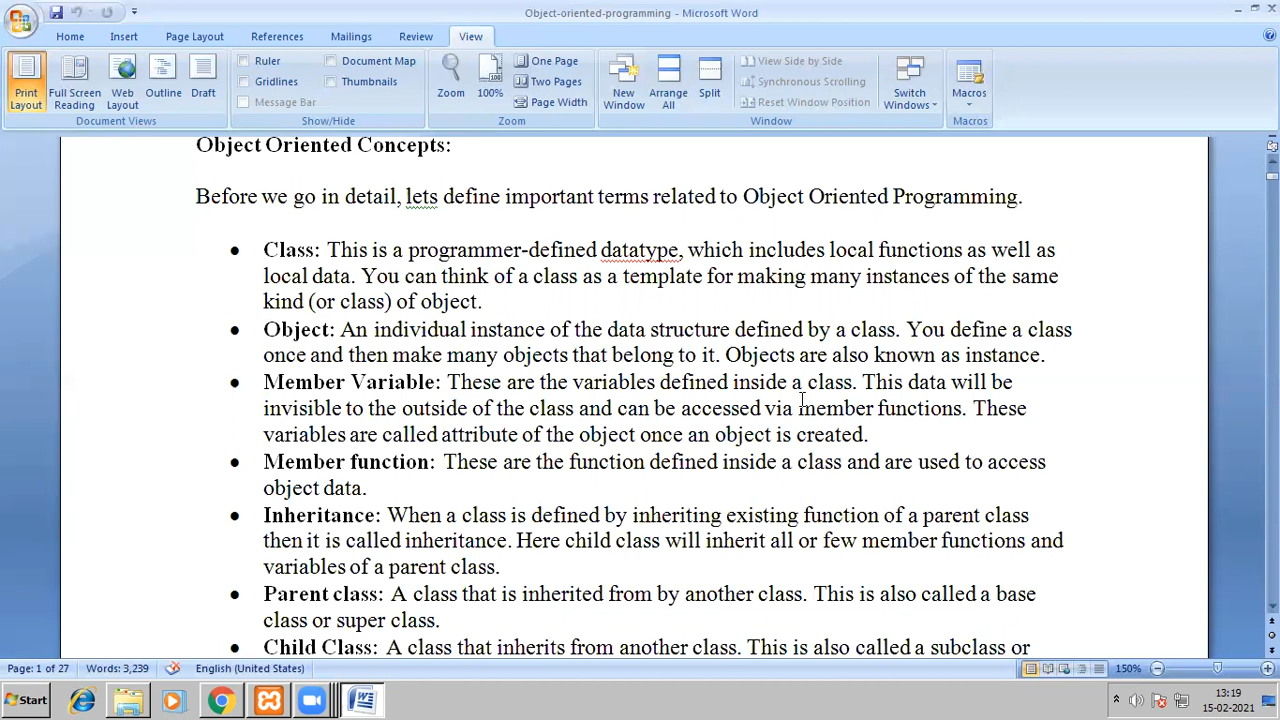 Object-oriented-programming - Microsoft Word
Home Insert Page Layout References Mailings Review View
Print Layout
Full Screen Reading
Web Layout
Outline
Draft
Document Views
Ruler
Gridlines
Message Bar
Document Map
Thumbnails
Show/Hide
Zoom
100%
One Page
Two Pages
Page Width
Zoom
New Window
Arrange All
Split
View Side by Side
Synchronous Scrolling
Reset Window Position
Window
Switch Windows
Macros
Macros
Object Oriented Concepts:
Before we go in detail, lets define important terms related to Object Oriented Programming.
• Class: This is a programmer-defined datatype, which includes local functions as well as
local data. You can think of a class as a template for making many instances of the same
kind (or class) of object.
• Object: An individual instance of the data structure defined by a class. You define a class
once and then make many objects that belong to it. Objects are also known as instance.
• Member Variable: These are the variables defined inside a class. This data will be
invisible to the outside of the class and can be accessed via member functions. These
variables are called attribute of the object once an object is created.
• Member function: These are the function defined inside a class and are used to access
object data.
• Inheritance: When a class is defined by inheriting existing function of a parent class
then it is called inheritance. Here child class will inherit all or few member functions and
variables of a parent class.
• Parent class: A class that is inherited from by another class. This is also called a base
class or super class.
• Child Class: A class that inherits from another class. This is also called a subclass or
Page: 1 of 27 Words: 3,239 English (United States) 150%
Start 13:19
15-02-2021